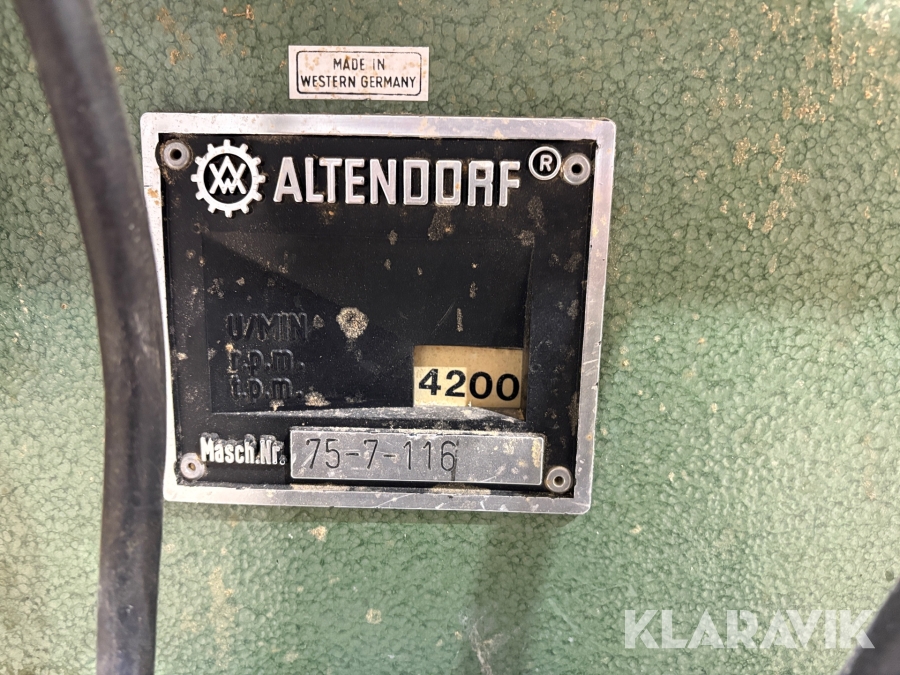 MADE IN
WESTERN GERMANY
ALTENDORF ®
U/MIN
r.p.m.
t.p.m.
4200
Masch.Nr. 75-7-116
KLARAVIK